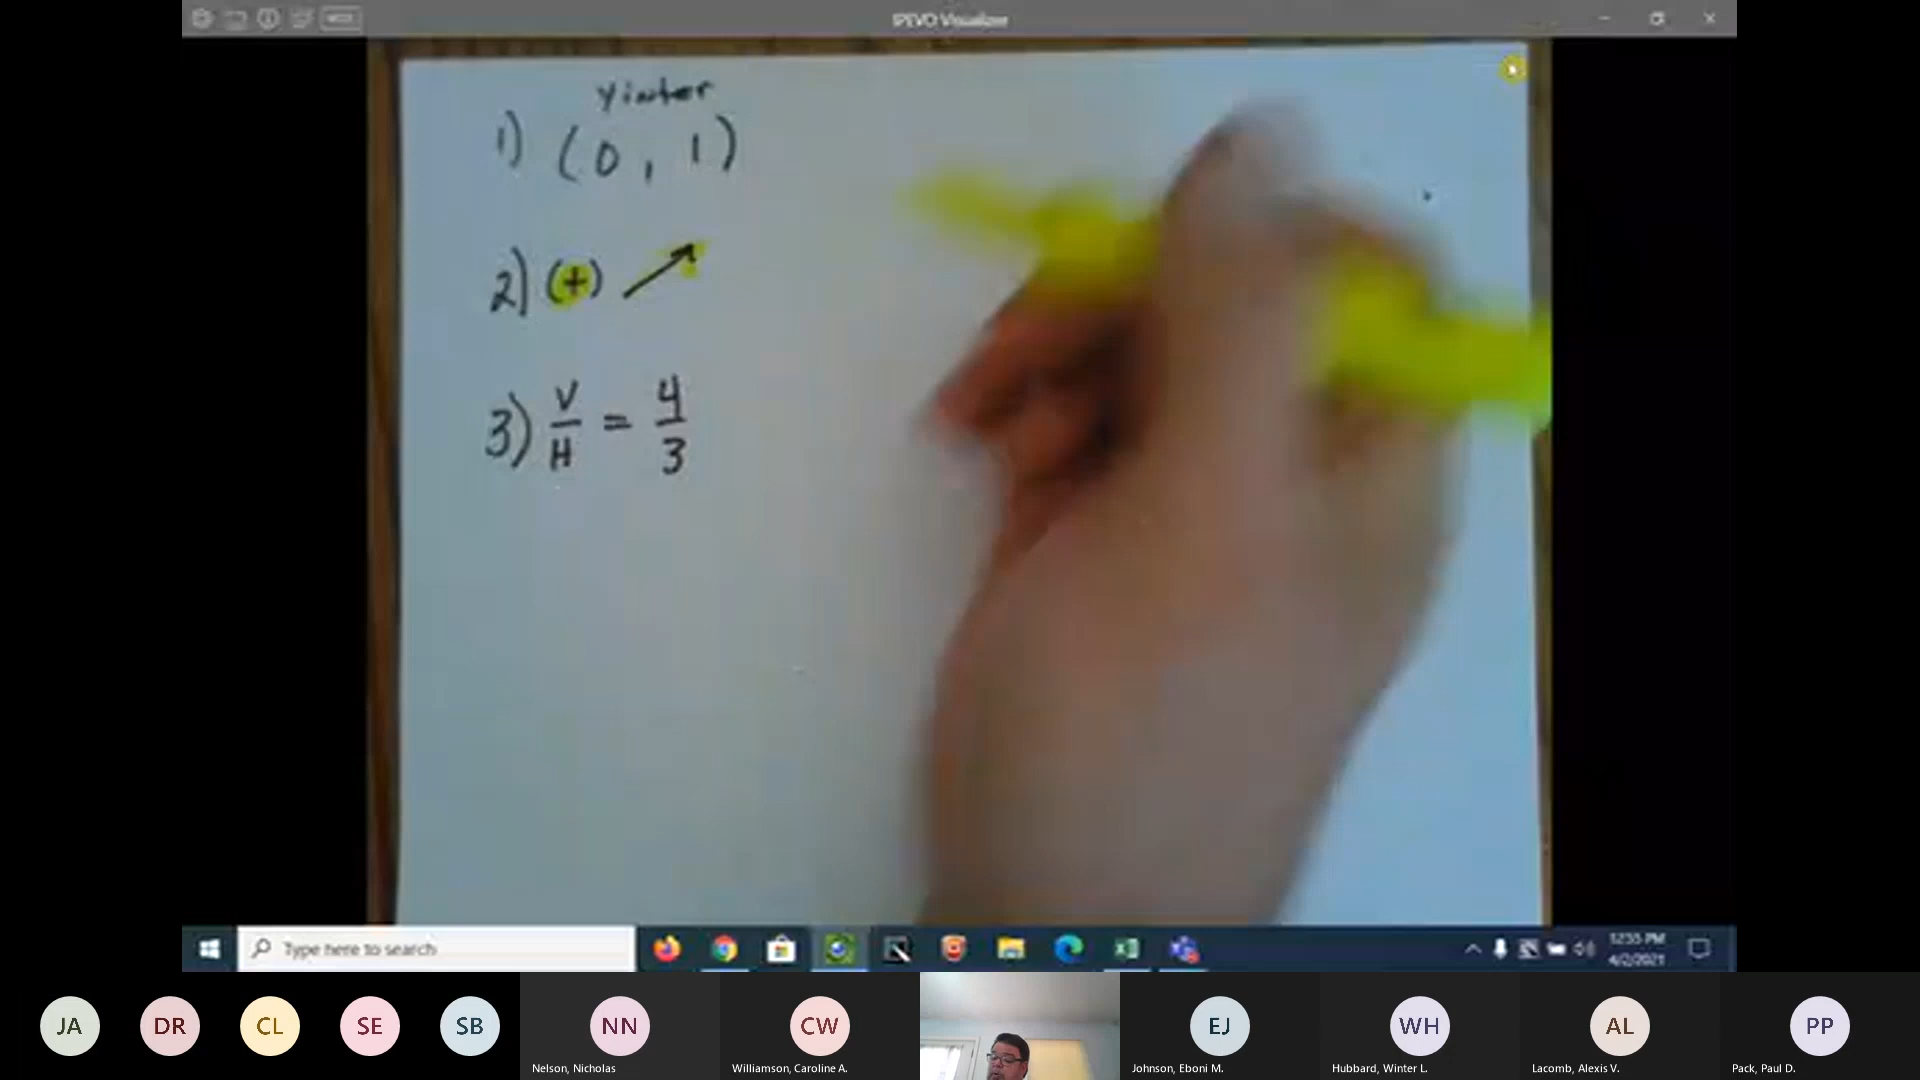 IPEVO Visualizer
Yinter
1) (0, 1)
2) (+)
3) V/H = 4/3
Type here to search
12:55 PM
4/2/2021
JA
DR
CL
SE
SB
NN
Nelson, Nicholas
CW
Williamson, Caroline A.
EJ
Johnson, Eboni M.
WH
Hubbard, Winter L.
AL
Lacomb, Alexis V.
PP
Pack, Paul D.